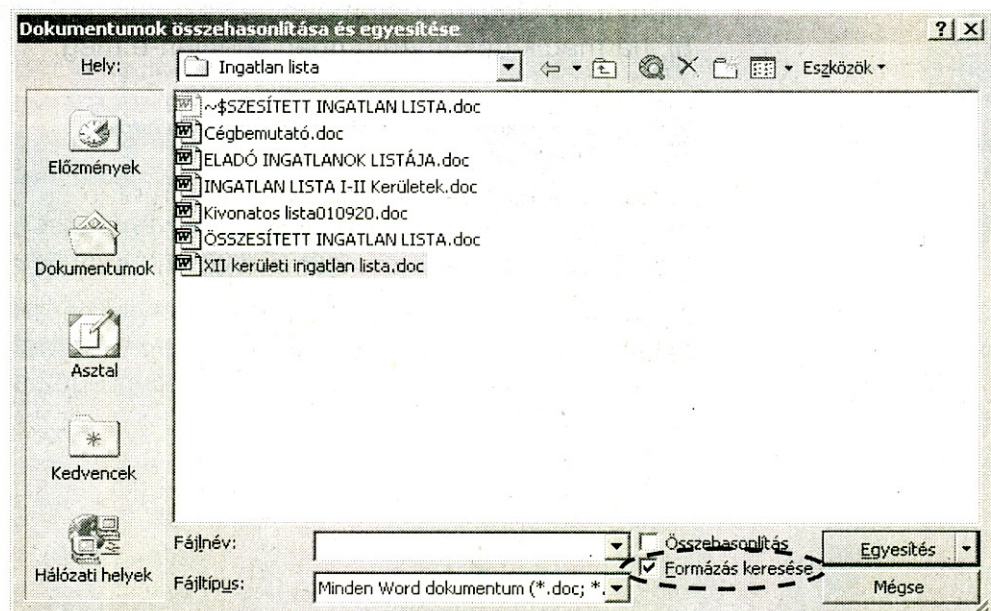 Dokumentumok összehasonlítása és egyesítése
Hely:
Ingatlan lista
Eszközök
~$SZESÍTETT INGATLAN LISTA.doc
Cégbemutató.doc
ELADÓ INGATLANOK LISTÁJA.doc
INGATLAN LISTA I-II Kerületek.doc
Kivonatos lista010920.doc
ÖSSZESÍTETT INGATLAN LISTA.doc
XII kerületi ingatlan lista.doc
Előzmények
Dokumentumok
Asztal
Kedvencek
Hálózati helyek
Fájlnév:
Összehasonlítás
Egyesítés
Formázás keresése
Fájltípus:
Minden Word dokumentum (*.doc; *.
Mégse